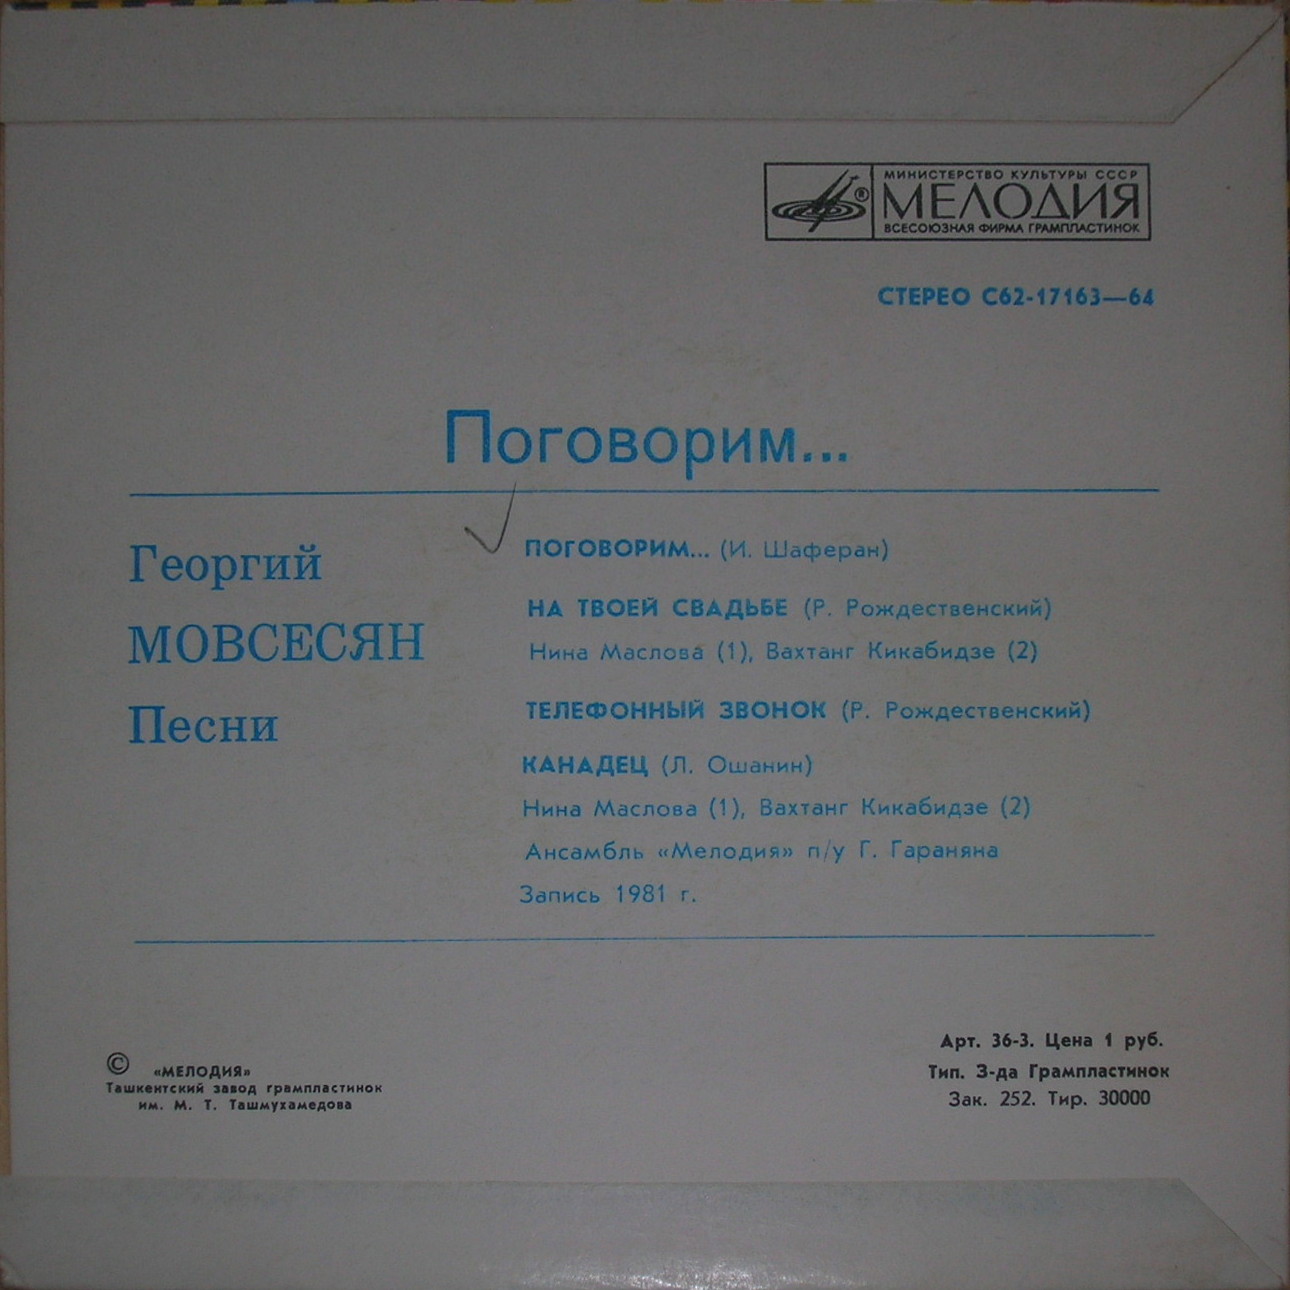 МИНИСТЕРСТВО КУЛЬТУРЫ СССР
МЕЛОДИЯ
ВСЕСОЮЗНАЯ ФИРМА ГРАМПЛАСТИНОК
®
СТЕРЕО С62-17163—64
Поговорим...
Георгий
МОВСЕСЯН
Песни
ПОГОВОРИМ... (И. Шаферан)
НА ТВОЕЙ СВАДЬБЕ (Р. Рождественский)
Нина Маслова (1), Вахтанг Кикабидзе (2)
ТЕЛЕФОННЫЙ ЗВОНОК (Р. Рождественский)
КАНАДЕЦ (Л. Ошанин)
Нина Маслова (1), Вахтанг Кикабидзе (2)
Ансамбль «Мелодия» п/у Г. Гараняна
Запись 1981 г.
© «МЕЛОДИЯ»
Ташкентский завод грампластинок
им. М. Т. Ташмухамедова
Арт. 36-3. Цена 1 руб.
Тип. З-да Грампластинок
Зак. 252. Тир. 30000